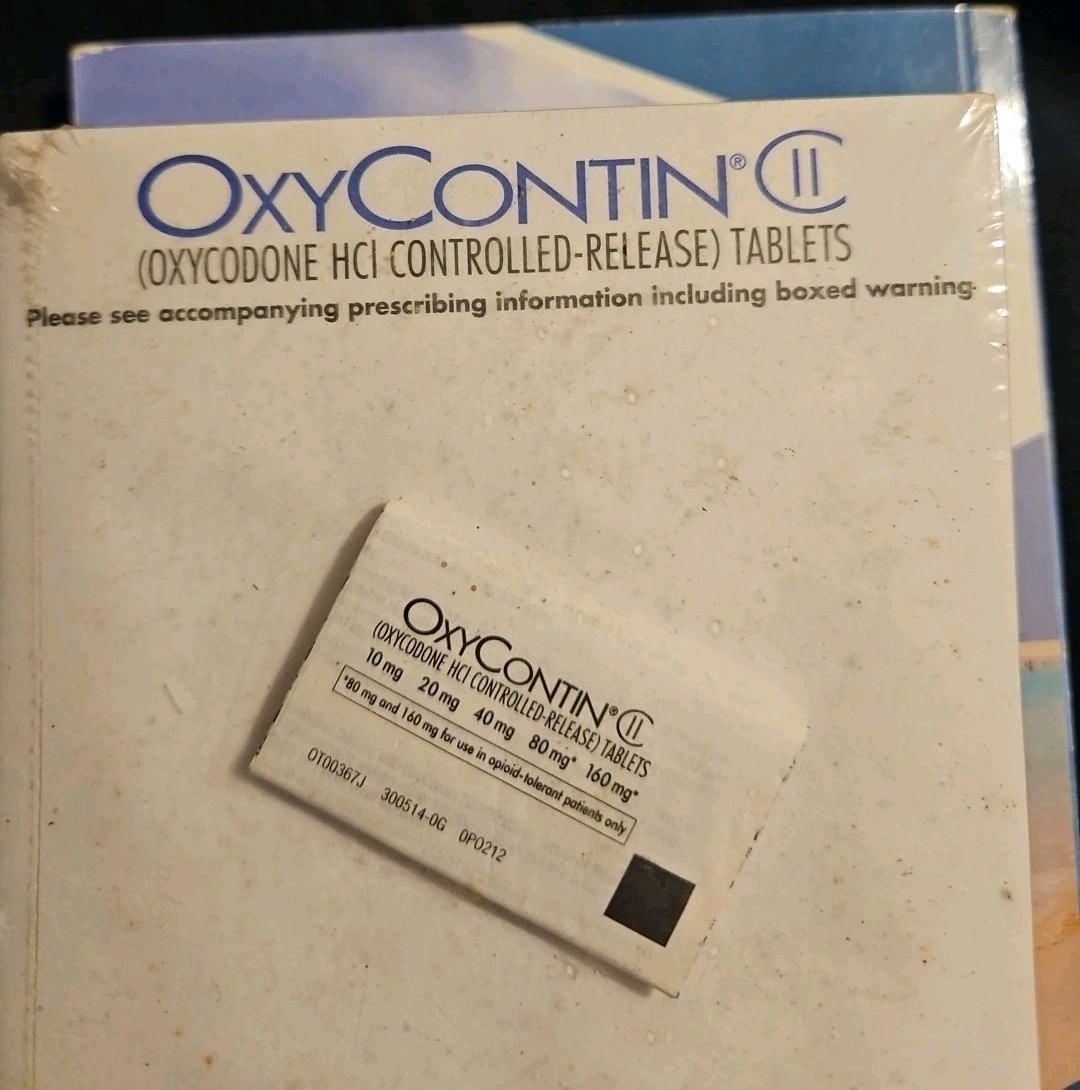 OXYCONTIN® CII
(OXYCODONE HCl CONTROLLED-RELEASE) TABLETS
Please see accompanying prescribing information including boxed warning.
OXYCONTIN® CII
(OXYCODONE HCl CONTROLLED-RELEASE) TABLETS
10 mg 20 mg 40 mg 80 mg* 160 mg*
*80 mg and 160 mg for use in opioid-tolerant patients only
OT00367J 300514-0G 0P0212